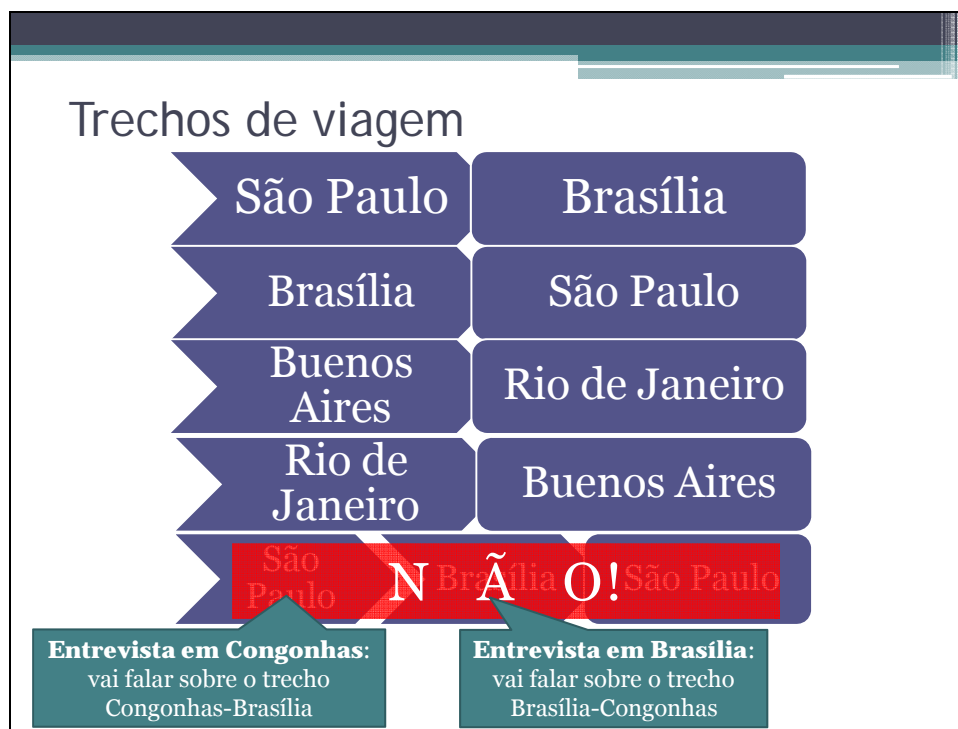 Trechos de viagem
São Paulo
Brasília
Brasília
São Paulo
Buenos
Aires
Rio de Janeiro
Rio de
Janeiro
Buenos Aires
São
Paulo
Brasília
São Paulo
N Ã O!
Entrevista em Congonhas:
vai falar sobre o trecho
Congonhas-Brasília
Entrevista em Brasília:
vai falar sobre o trecho
Brasília-Congonhas